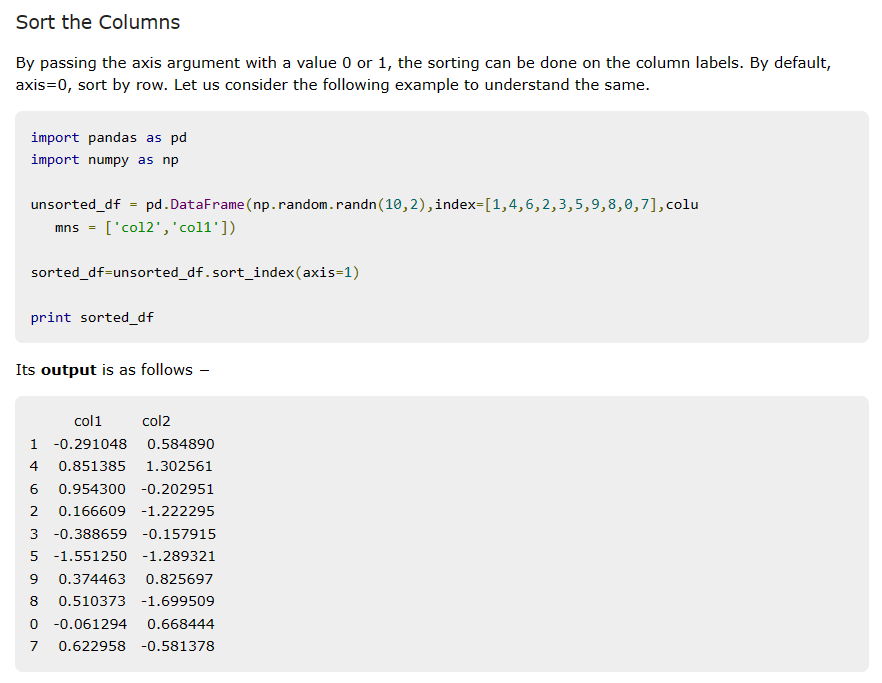 Sort the Columns
By passing the axis argument with a value 0 or 1, the sorting can be done on the column labels. By default,
axis=0, sort by row. Let us consider the following example to understand the same.
import pandas as pd
import numpy as np
unsorted_df = pd.DataFrame(np.random.randn(10,2),index=[1,4,6,2,3,5,9,8,0,7],colu
   mns = ['col2','col1'])
sorted_df=unsorted_df.sort_index(axis=1)
print sorted_df
Its output is as follows −
col1 col2
1 -0.291048 0.584890
4 0.851385 1.302561
6 0.954300 -0.202951
2 0.166609 -1.222295
3 -0.388659 -0.157915
5 -1.551250 -1.289321
9 0.374463 0.825697
8 0.510373 -1.699509
0 -0.061294 0.668444
7 0.622958 -0.581378